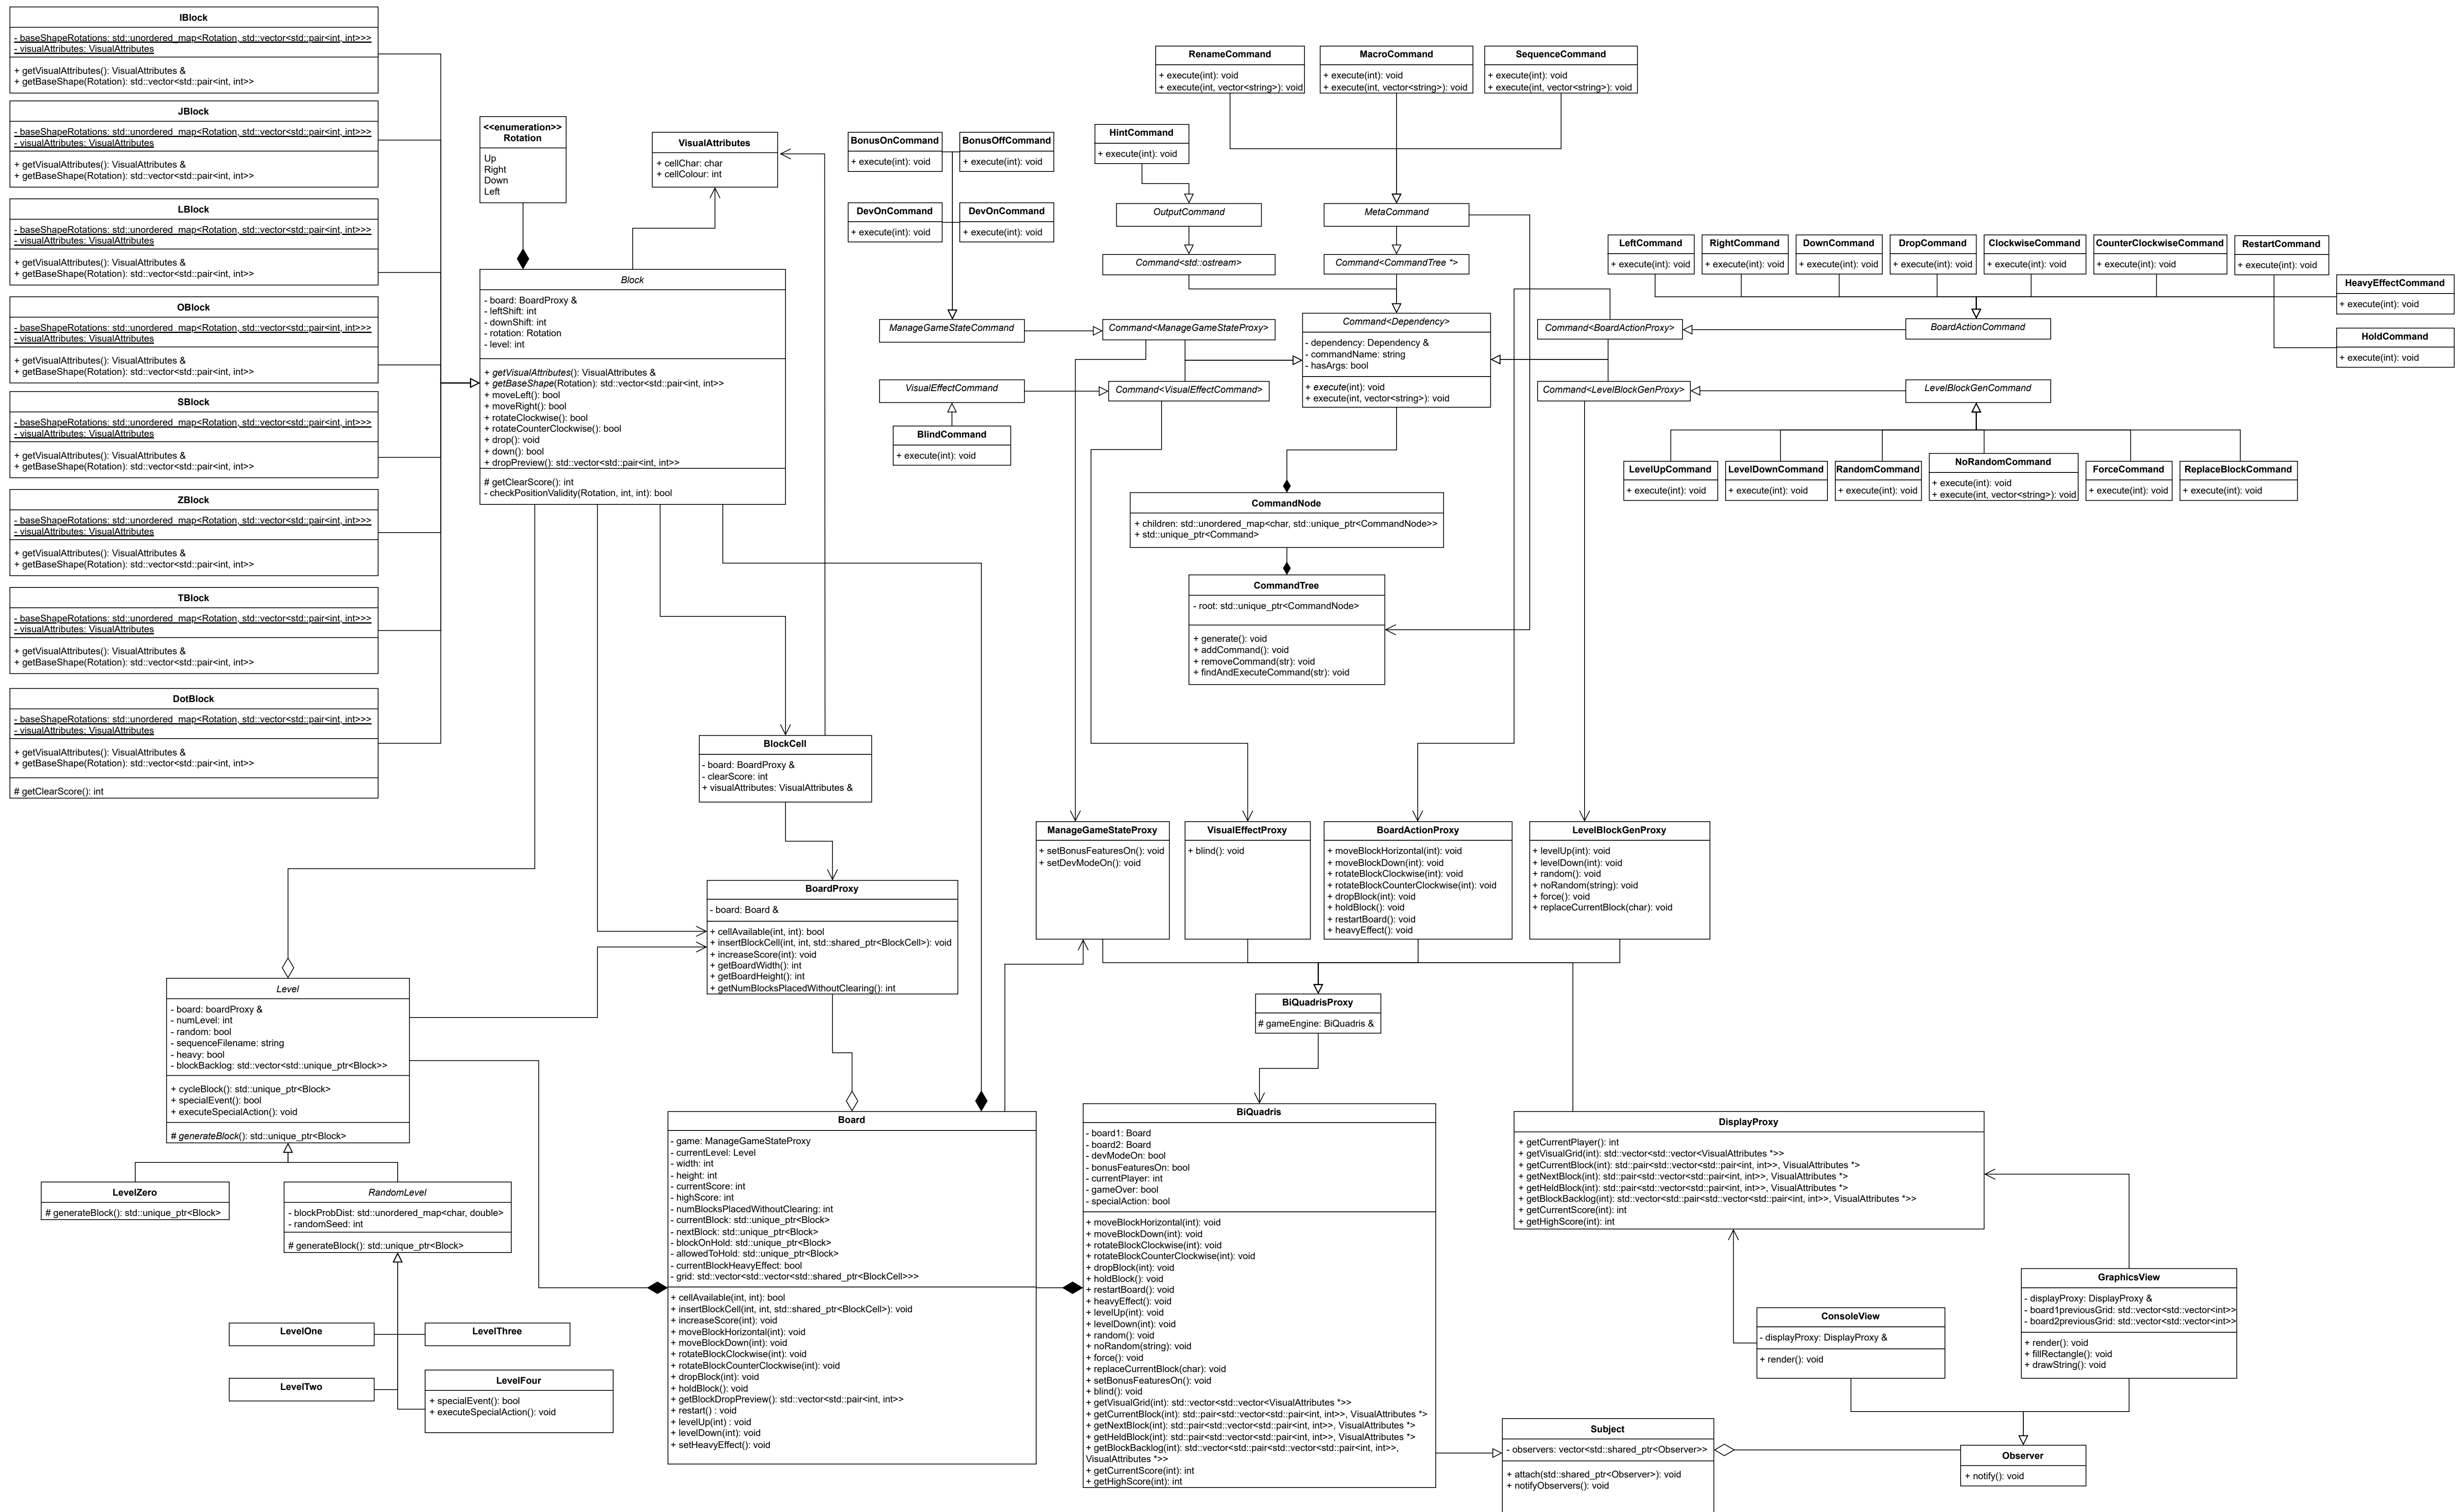 IBlock
- baseShapeRotations: std::unordered_map<Rotation, std::vector<std::pair<int, int>>>
- visualAttributes: VisualAttributes
+ getVisualAttributes(): VisualAttributes &
+ getBaseShape(Rotation): std::vector<std::pair<int, int>>
JBlock
- baseShapeRotations: std::unordered_map<Rotation, std::vector<std::pair<int, int>>>
- visualAttributes: VisualAttributes
+ getVisualAttributes(): VisualAttributes &
+ getBaseShape(Rotation): std::vector<std::pair<int, int>>
LBlock
- baseShapeRotations: std::unordered_map<Rotation, std::vector<std::pair<int, int>>>
- visualAttributes: VisualAttributes
+ getVisualAttributes(): VisualAttributes &
+ getBaseShape(Rotation): std::vector<std::pair<int, int>>
OBlock
- baseShapeRotations: std::unordered_map<Rotation, std::vector<std::pair<int, int>>>
- visualAttributes: VisualAttributes
+ getVisualAttributes(): VisualAttributes &
+ getBaseShape(Rotation): std::vector<std::pair<int, int>>
SBlock
- baseShapeRotations: std::unordered_map<Rotation, std::vector<std::pair<int, int>>>
- visualAttributes: VisualAttributes
+ getVisualAttributes(): VisualAttributes &
+ getBaseShape(Rotation): std::vector<std::pair<int, int>>
ZBlock
- baseShapeRotations: std::unordered_map<Rotation, std::vector<std::pair<int, int>>>
- visualAttributes: VisualAttributes
+ getVisualAttributes(): VisualAttributes &
+ getBaseShape(Rotation): std::vector<std::pair<int, int>>
TBlock
- baseShapeRotations: std::unordered_map<Rotation, std::vector<std::pair<int, int>>>
- visualAttributes: VisualAttributes
+ getVisualAttributes(): VisualAttributes &
+ getBaseShape(Rotation): std::vector<std::pair<int, int>>
DotBlock
- baseShapeRotations: std::unordered_map<Rotation, std::vector<std::pair<int, int>>>
- visualAttributes: VisualAttributes
+ getVisualAttributes(): VisualAttributes &
+ getBaseShape(Rotation): std::vector<std::pair<int, int>>
# getClearScore(): int
<<enumeration>>
Rotation
Up
Right
Down
Left
VisualAttributes
+ cellChar: char
+ cellColour: int
Block
- board: BoardProxy &
- leftShift: int
- downShift: int
- rotation: Rotation
- level: int
+ getVisualAttributes(): VisualAttributes &
+ getBaseShape(Rotation): std::vector<std::pair<int, int>>
+ moveLeft(): bool
+ moveRight(): bool
+ rotateClockwise(): bool
+ rotateCounterClockwise(): bool
+ drop(): void
+ down(): bool
+ dropPreview(): std::vector<std::pair<int, int>>
# getClearScore(): int
- checkPositionValidity(Rotation, int, int): bool
BlockCell
- board: BoardProxy &
- clearScore: int
+ visualAttributes: VisualAttributes &
BoardProxy
- board: Board &
+ cellAvailable(int, int): bool
+ insertBlockCell(int, int, std::shared_ptr<BlockCell>): void
+ increaseScore(int): void
+ getBoardWidth(): int
+ getBoardHeight(): int
+ getNumBlocksPlacedWithoutClearing(): int
Level
- board: boardProxy &
- numLevel: int
- random: bool
- sequenceFilename: string
- heavy: bool
- blockBacklog: std::vector<std::unique_ptr<Block>>
+ cycleBlock(): std::unique_ptr<Block>
+ specialEvent(): bool
+ executeSpecialAction(): void
# generateBlock(): std::unique_ptr<Block>
LevelZero
# generateBlock(): std::unique_ptr<Block>
RandomLevel
- blockProbDist: std::unordered_map<char, double>
- randomSeed: int
# generateBlock(): std::unique_ptr<Block>
LevelOne
LevelThree
LevelTwo
LevelFour
+ specialEvent(): bool
+ executeSpecialAction(): void
Board
- game: ManageGameStateProxy
- currentLevel: Level
- width: int
- height: int
- currentScore: int
- highScore: int
- numBlocksPlacedWithoutClearing: int
- currentBlock: std::unique_ptr<Block>
- nextBlock: std::unique_ptr<Block>
- blockOnHold: std::unique_ptr<Block>
- allowedToHold: std::unique_ptr<Block>
- currentBlockHeavyEffect: bool
- grid: std::vector<std::vector<std::shared_ptr<BlockCell>>>
+ cellAvailable(int, int): bool
+ insertBlockCell(int, int, std::shared_ptr<BlockCell>): void
+ increaseScore(int): void
+ moveBlockHorizontal(int): void
+ moveBlockDown(int): void
+ rotateBlockClockwise(int): void
+ rotateBlockCounterClockwise(int): void
+ dropBlock(int): void
+ holdBlock(): void
+ getBlockDropPreview(): std::vector<std::pair<int, int>>
+ restart() : void
+ levelUp(int) : void
+ levelDown(int): void
+ setHeavyEffect(): void
BonusOnCommand
+ execute(int): void
BonusOffCommand
+ execute(int): void
DevOnCommand
+ execute(int): void
DevOnCommand
+ execute(int): void
HintCommand
+ execute(int): void
RenameCommand
+ execute(int): void
+ execute(int, vector<string>): void
MacroCommand
+ execute(int): void
+ execute(int, vector<string>): void
SequenceCommand
+ execute(int): void
+ execute(int, vector<string>): void
OutputCommand
MetaCommand
Command<std::ostream>
Command<CommandTree *>
ManageGameStateCommand
Command<ManageGameStateProxy>
VisualEffectCommand
Command<VisualEffectCommand>
BlindCommand
+ execute(int): void
Command<Dependency>
- dependency: Dependency &
- commandName: string
- hasArgs: bool
+ execute(int): void
+ execute(int, vector<string>): void
Command<BoardActionProxy>
BoardActionCommand
Command<LevelBlockGenProxy>
LevelBlockGenCommand
LeftCommand
+ execute(int): void
RightCommand
+ execute(int): void
DownCommand
+ execute(int): void
DropCommand
+ execute(int): void
ClockwiseCommand
+ execute(int): void
CounterClockwiseCommand
+ execute(int): void
RestartCommand
+ execute(int): void
HeavyEffectCommand
+ execute(int): void
HoldCommand
+ execute(int): void
LevelUpCommand
+ execute(int): void
LevelDownCommand
+ execute(int): void
RandomCommand
+ execute(int): void
NoRandomCommand
+ execute(int): void
+ execute(int, vector<string>): void
ForceCommand
+ execute(int): void
ReplaceBlockCommand
+ execute(int): void
CommandNode
+ children: std::unordered_map<char, std::unique_ptr<CommandNode>>
+ std::unique_ptr<Command>
CommandTree
- root: std::unique_ptr<CommandNode>
+ generate(): void
+ addCommand(): void
+ removeCommand(str): void
+ findAndExecuteCommand(str): void
ManageGameStateProxy
+ setBonusFeaturesOn(): void
+ setDevModeOn(): void
VisualEffectProxy
+ blind(): void
BoardActionProxy
+ moveBlockHorizontal(int): void
+ moveBlockDown(int): void
+ rotateBlockClockwise(int): void
+ rotateBlockCounterClockwise(int): void
+ dropBlock(int): void
+ holdBlock(): void
+ restartBoard(): void
+ heavyEffect(): void
LevelBlockGenProxy
+ levelUp(int): void
+ levelDown(int): void
+ random(): void
+ noRandom(string): void
+ force(): void
+ replaceCurrentBlock(char): void
BiQuadrisProxy
# gameEngine: BiQuadris &
BiQuadris
- board1: Board
- board2: Board
- devModeOn: bool
- bonusFeaturesOn: bool
- currentPlayer: int
- gameOver: bool
- specialAction: bool
+ moveBlockHorizontal(int): void
+ moveBlockDown(int): void
+ rotateBlockClockwise(int): void
+ rotateBlockCounterClockwise(int): void
+ dropBlock(int): void
+ holdBlock(): void
+ restartBoard(): void
+ heavyEffect(): void
+ levelUp(int): void
+ levelDown(int): void
+ random(): void
+ noRandom(string): void
+ force(): void
+ replaceCurrentBlock(char): void
+ setBonusFeaturesOn(): void
+ blind(): void
+ getVisualGrid(int): std::vector<std::vector<VisualAttributes *>>
+ getCurrentBlock(int): std::pair<std::vector<std::pair<int, int>>, VisualAttributes *>
+ getNextBlock(int): std::pair<std::vector<std::pair<int, int>>, VisualAttributes *>
+ getHeldBlock(int): std::pair<std::vector<std::pair<int, int>>, VisualAttributes *>
+ getBlockBacklog(int): std::vector<std::pair<std::vector<std::pair<int, int>>,
VisualAttributes *>>
+ getCurrentScore(int): int
+ getHighScore(int): int
DisplayProxy
+ getCurrentPlayer(): int
+ getVisualGrid(int): std::vector<std::vector<VisualAttributes *>>
+ getCurrentBlock(int): std::pair<std::vector<std::pair<int, int>>, VisualAttributes *>
+ getNextBlock(int): std::pair<std::vector<std::pair<int, int>>, VisualAttributes *>
+ getHeldBlock(int): std::pair<std::vector<std::pair<int, int>>, VisualAttributes *>
+ getBlockBacklog(int): std::vector<std::pair<std::vector<std::pair<int, int>>, VisualAttributes *>>
+ getCurrentScore(int): int
+ getHighScore(int): int
ConsoleView
- displayProxy: DisplayProxy &
+ render(): void
GraphicsView
- displayProxy: DisplayProxy &
- board1previousGrid: std::vector<std::vector<int>>
- board2previousGrid: std::vector<std::vector<int>>
+ render(): void
+ fillRectangle(): void
+ drawString(): void
Subject
- observers: vector<std::shared_ptr<Observer>>
+ attach(std::shared_ptr<Observer>): void
+ notifyObservers(): void
Observer
+ notify(): void